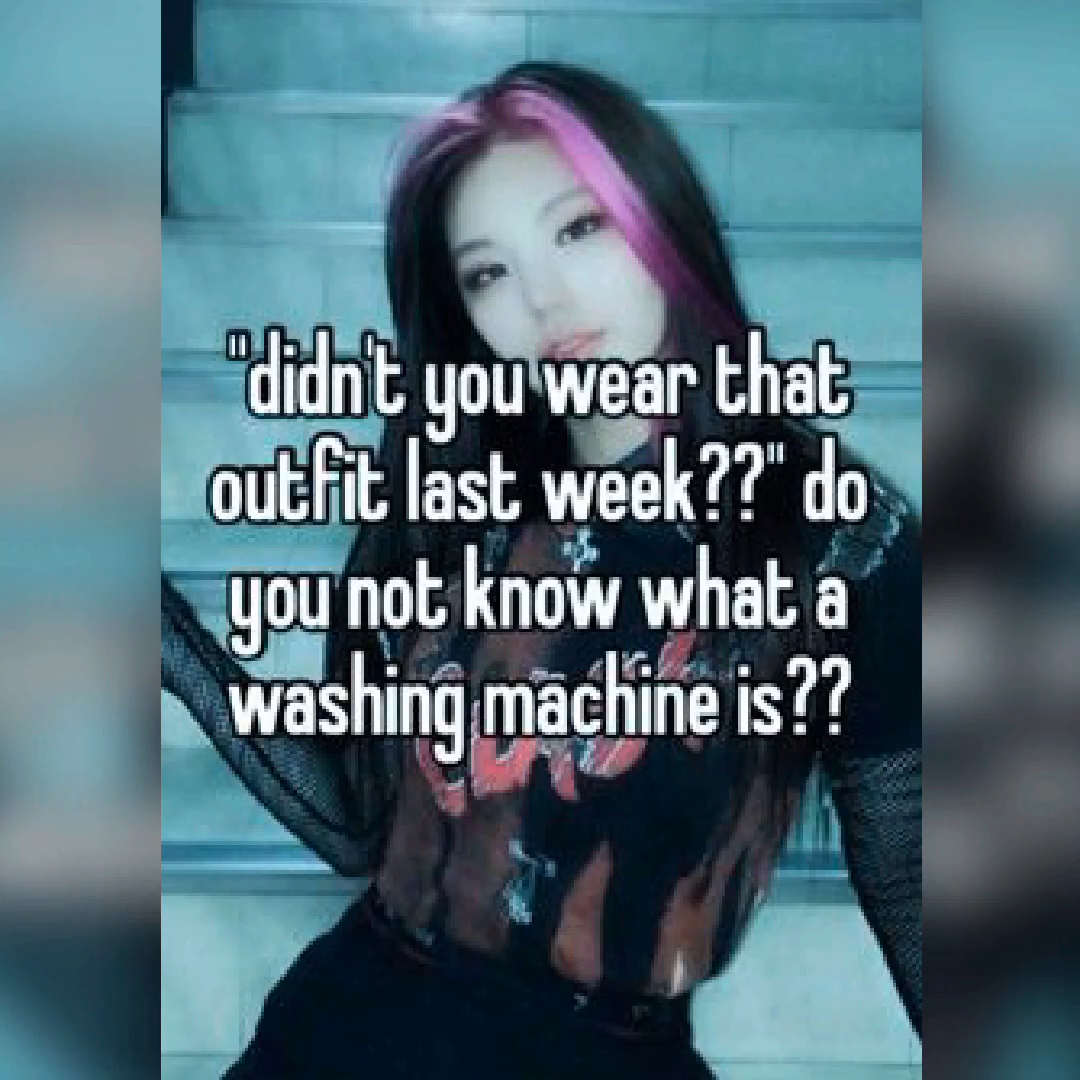 "didn't you wear that
outfit last week??" do
you not know what a
washing machine is??